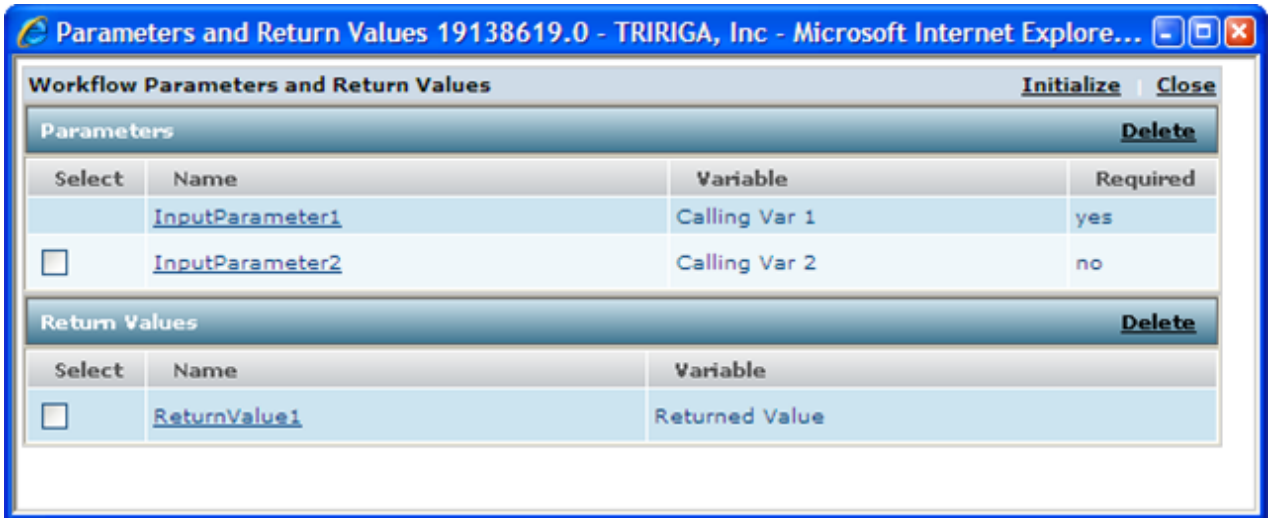 Parameters and Return Values 19138619.0 - TRIRIGA, Inc - Microsoft Internet Explore...
Workflow Parameters and Return Values Initialize | Close
Parameters Delete
Select Name Variable Required
InputParameter1 Calling Var 1 yes
InputParameter2 Calling Var 2 no
Return Values Delete
Select Name Variable
ReturnValue1 Returned Value